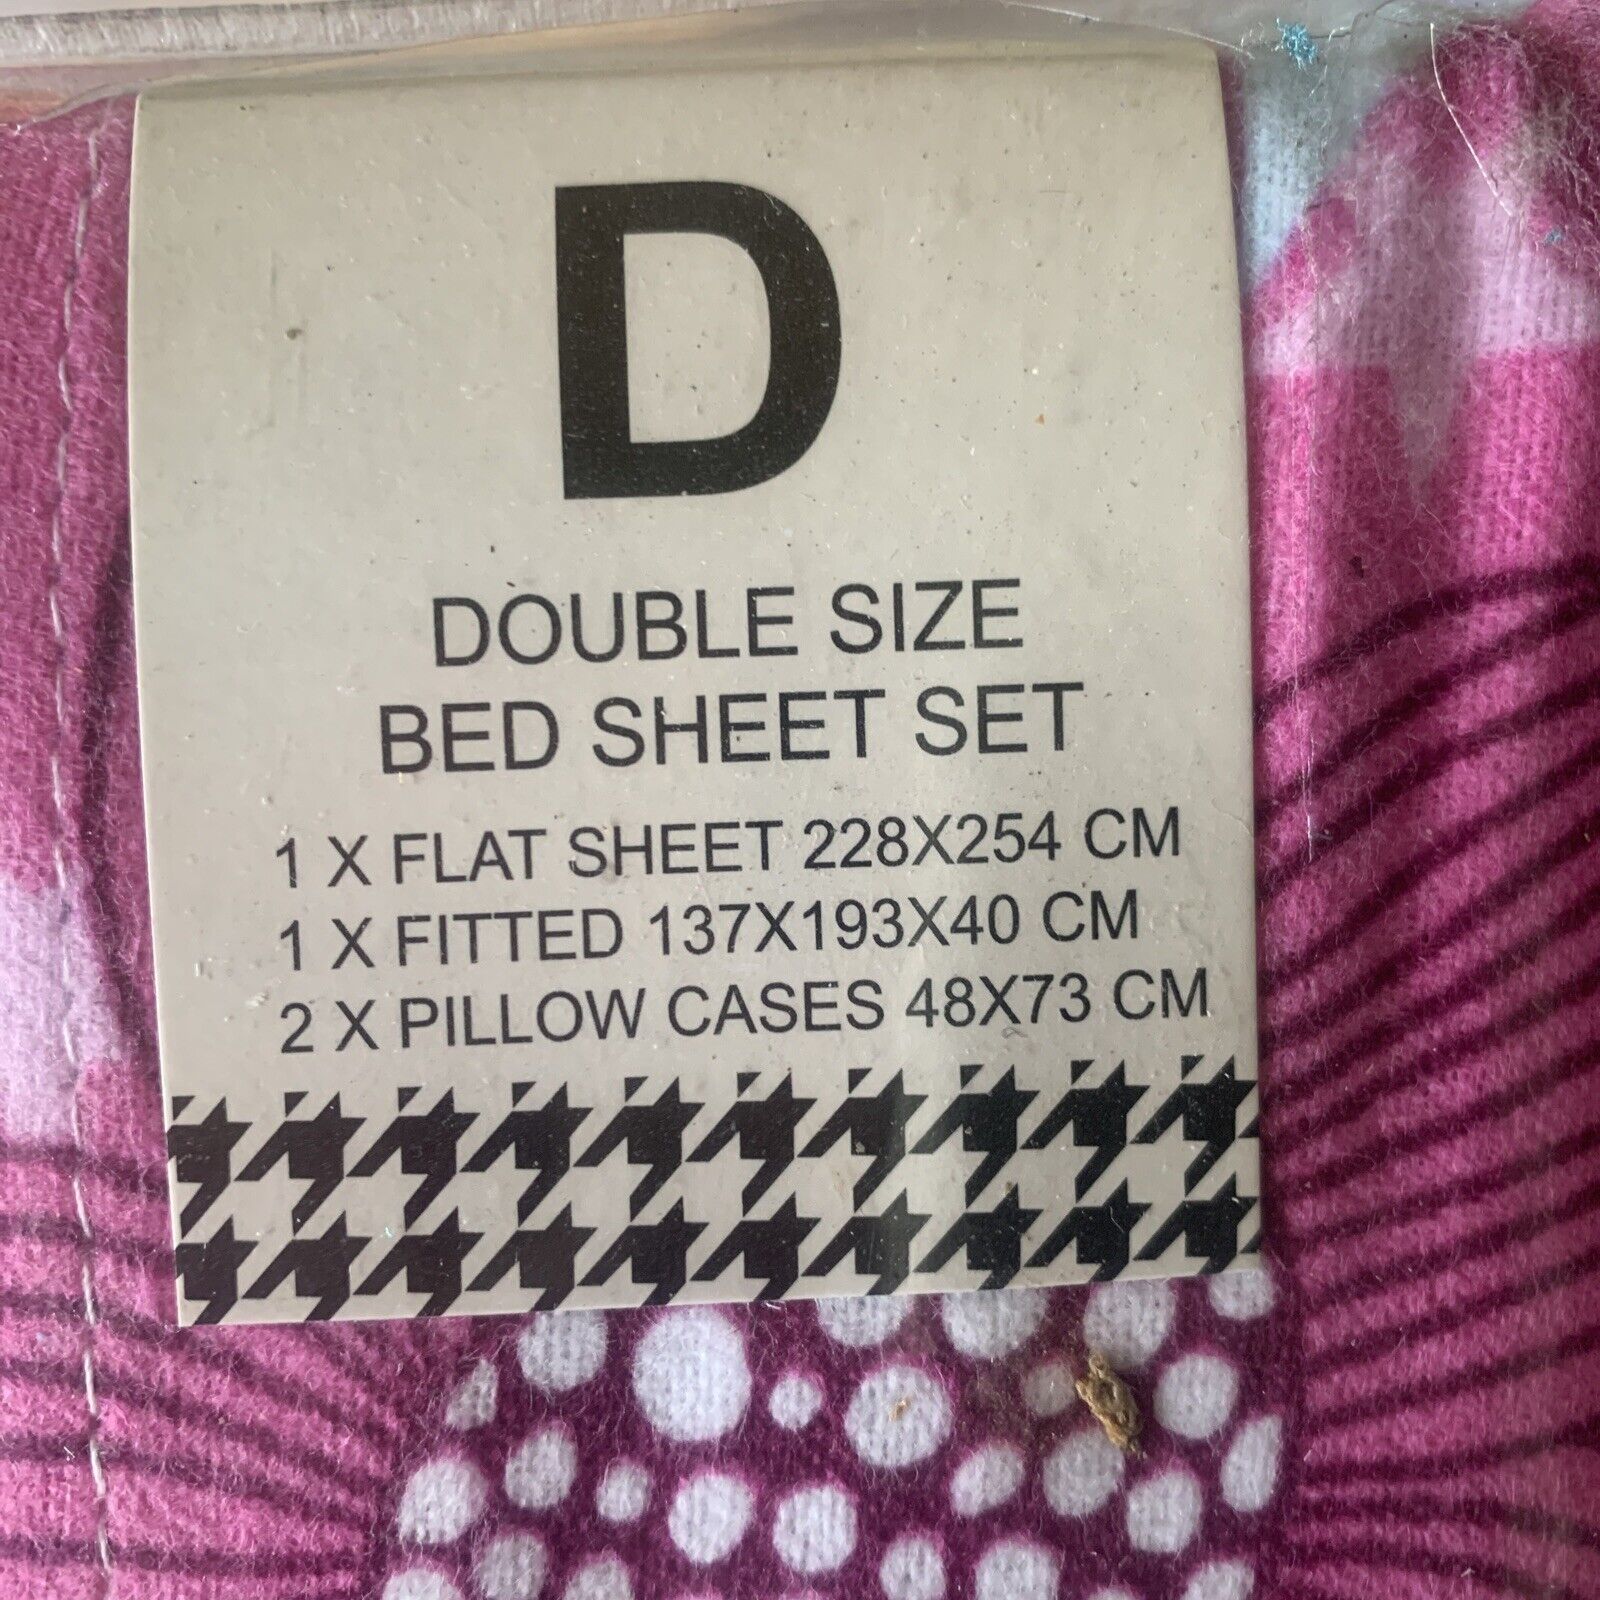 D
DOUBLE SIZE
BED SHEET SET
1 X FLAT SHEET 228X254 CM
1 X FITTED 137X193X40 CM
2 X PILLOW CASES 48X73 CM